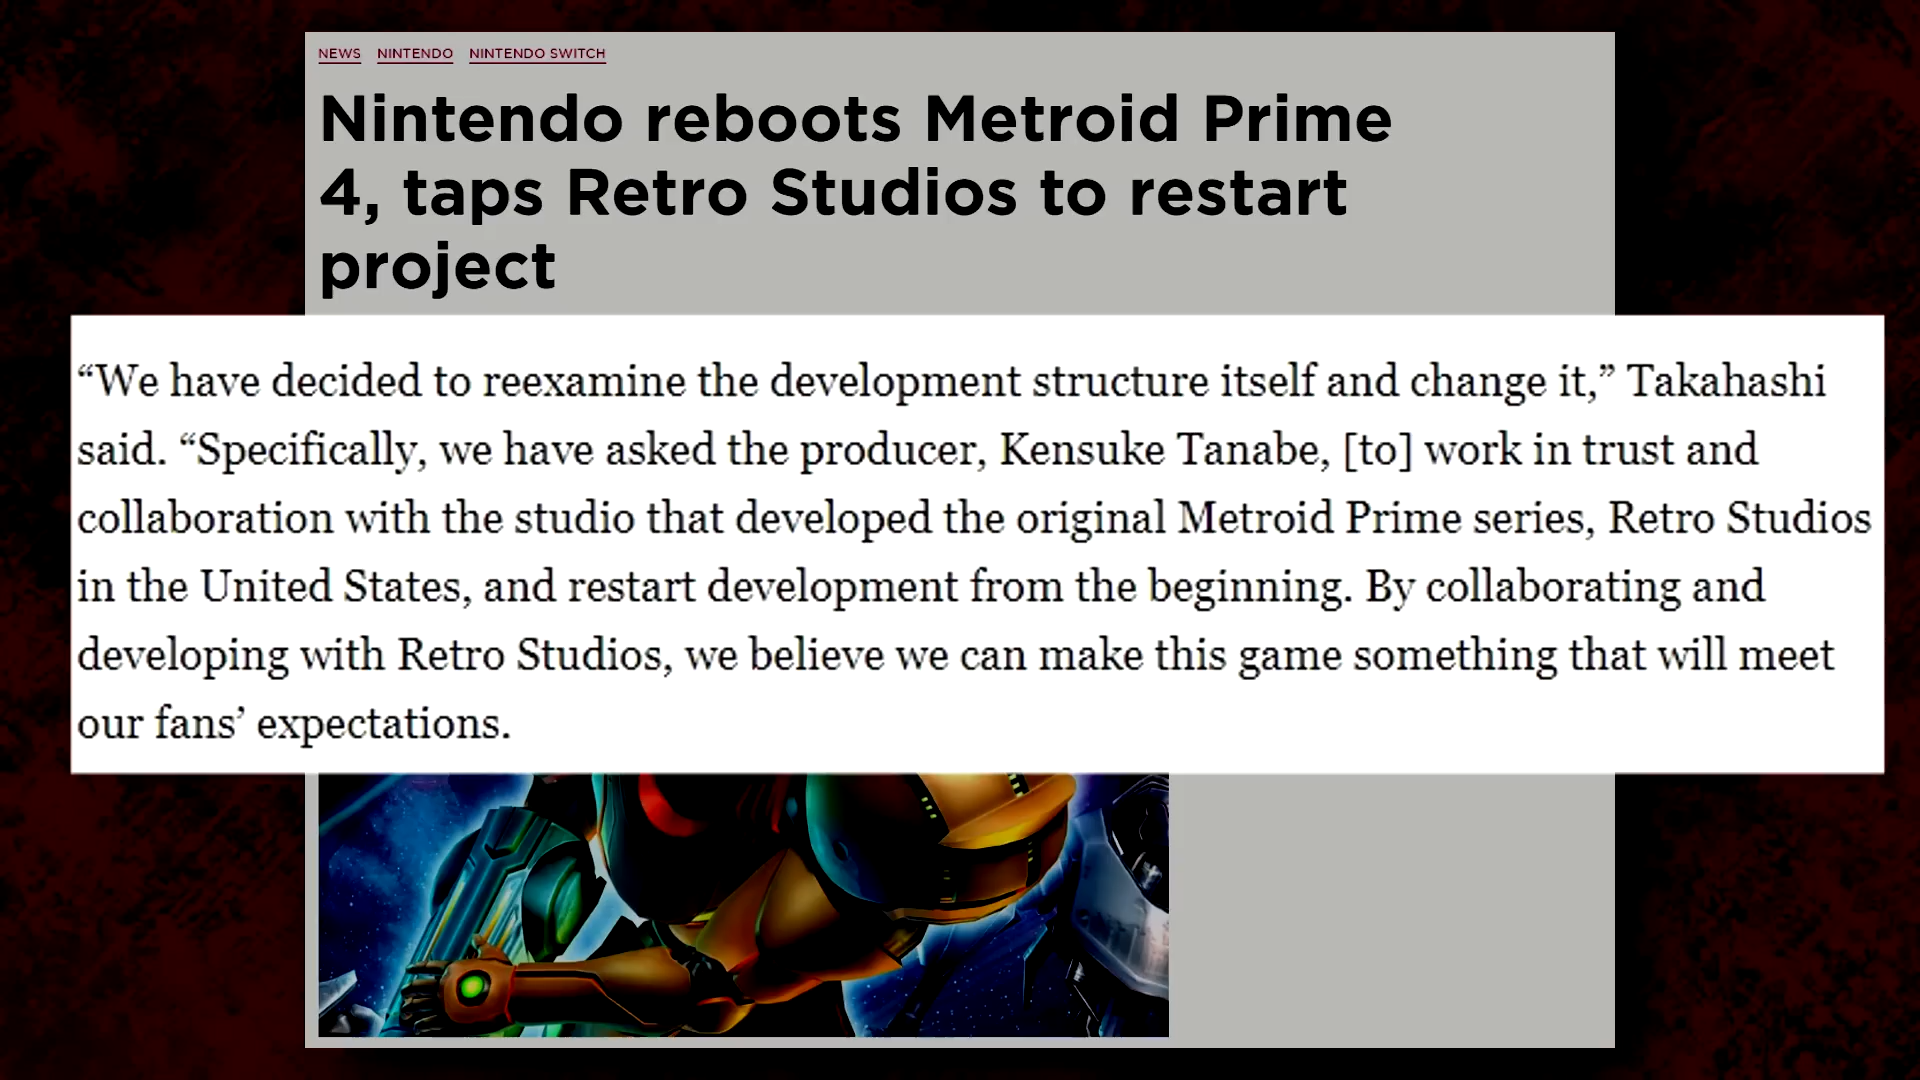 NEWS NINTENDO NINTENDO SWITCH
Nintendo reboots Metroid Prime
4, taps Retro Studios to restart
project
“We have decided to reexamine the development structure itself and change it,” Takahashi
said. “Specifically, we have asked the producer, Kensuke Tanabe, [to] work in trust and
collaboration with the studio that developed the original Metroid Prime series, Retro Studios
in the United States, and restart development from the beginning. By collaborating and
developing with Retro Studios, we believe we can make this game something that will meet
our fans’ expectations.